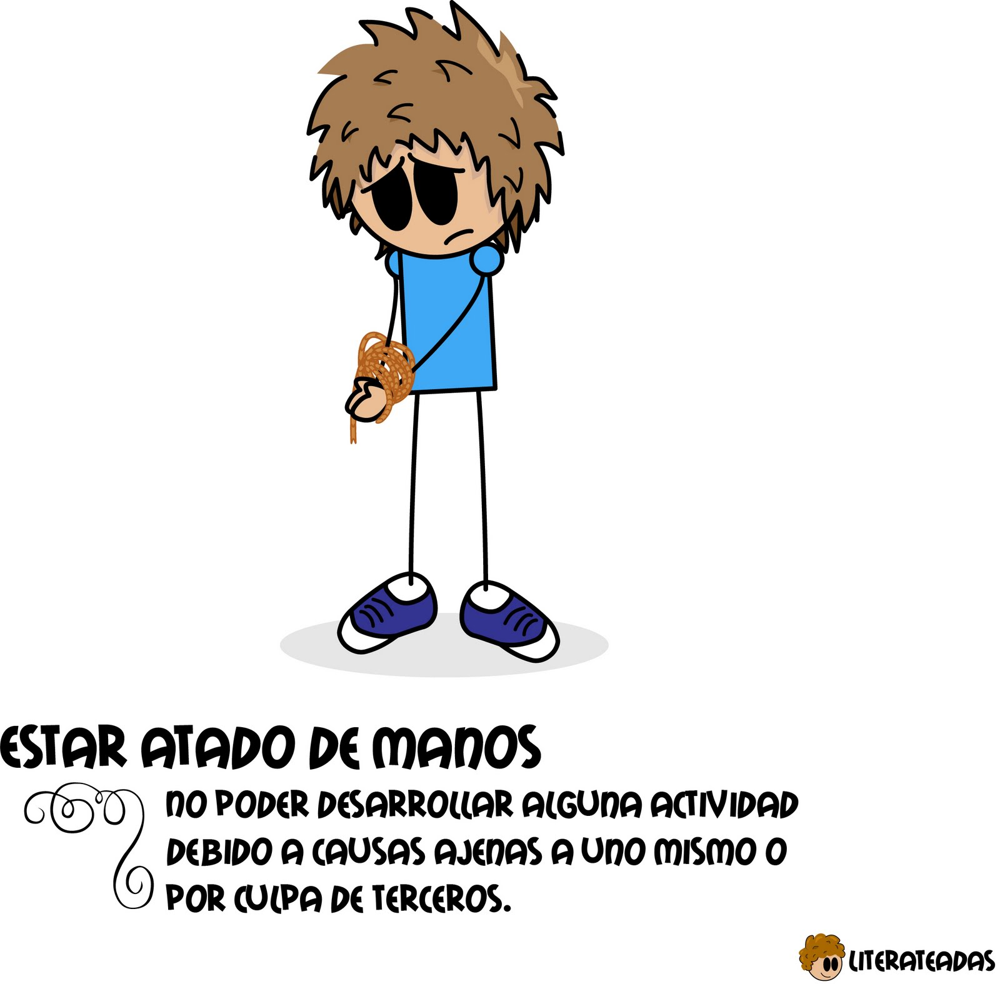 ESTAR ATADO DE MANOS
NO PODER DESARROLLAR ALGUNA ACTIVIDAD
DEBIDO A CAUSAS AJENAS A UNO MISMO O
POR CULPA DE TERCEROS.
LITERATEADAS